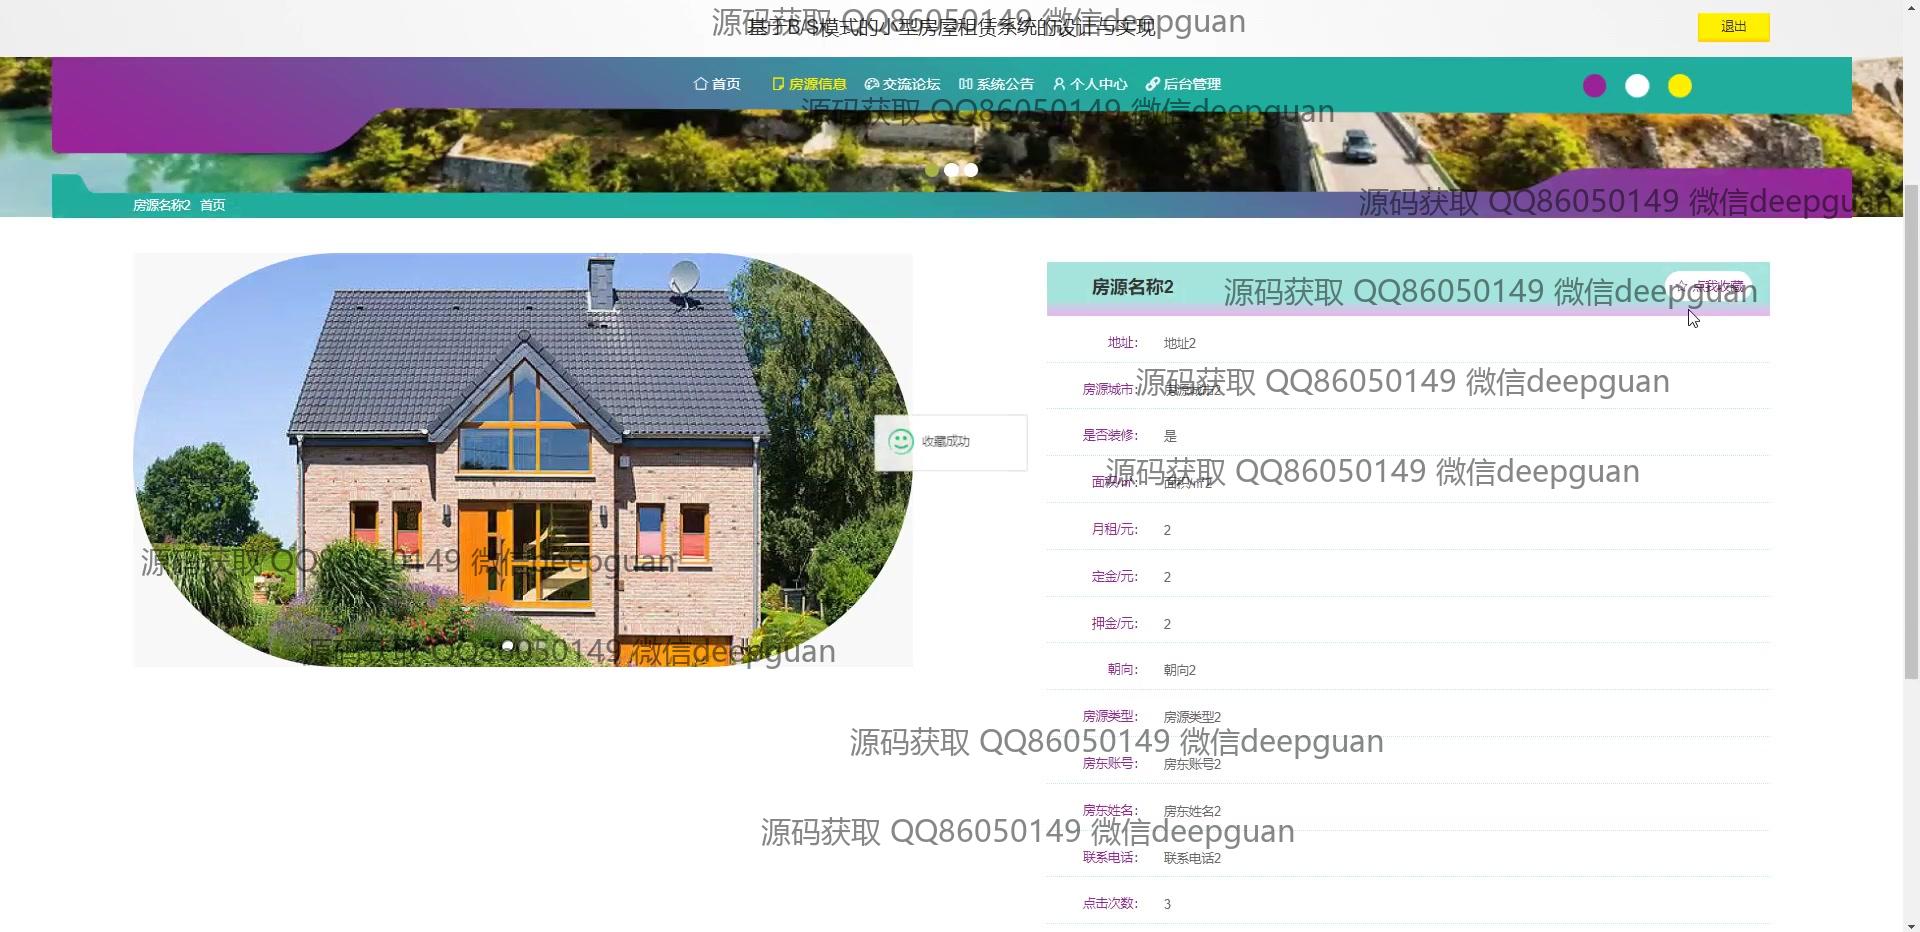 基于B/S模式的小型房屋租赁系统的设计与实现
源码获取 QQ86050149 微信deepguan
退出
首页 房源信息 交流论坛 系统公告 个人中心 后台管理
源码获取 QQ86050149 微信deepguan
源码获取 QQ86050149 微信deepguan
房源名称2 首页
房源名称2
源码获取 QQ86050149 微信deepguan
点我收藏
地址: 地址2
源码获取 QQ86050149 微信deepguan
房源城市: 房源城市2
是否装修: 是
收藏成功
源码获取 QQ86050149 微信deepguan
面积/㎡: 面积/㎡2
月租/元: 2
源码获取 QQ86050149 微信deepguan
定金/元: 2
押金/元: 2
源码获取 QQ86050149 微信deepguan
朝向: 朝向2
房源类型: 房源类型2
源码获取 QQ86050149 微信deepguan
房东账号: 房东账号2
房东姓名: 房东姓名2
源码获取 QQ86050149 微信deepguan
联系电话: 联系电话2
点击次数: 3